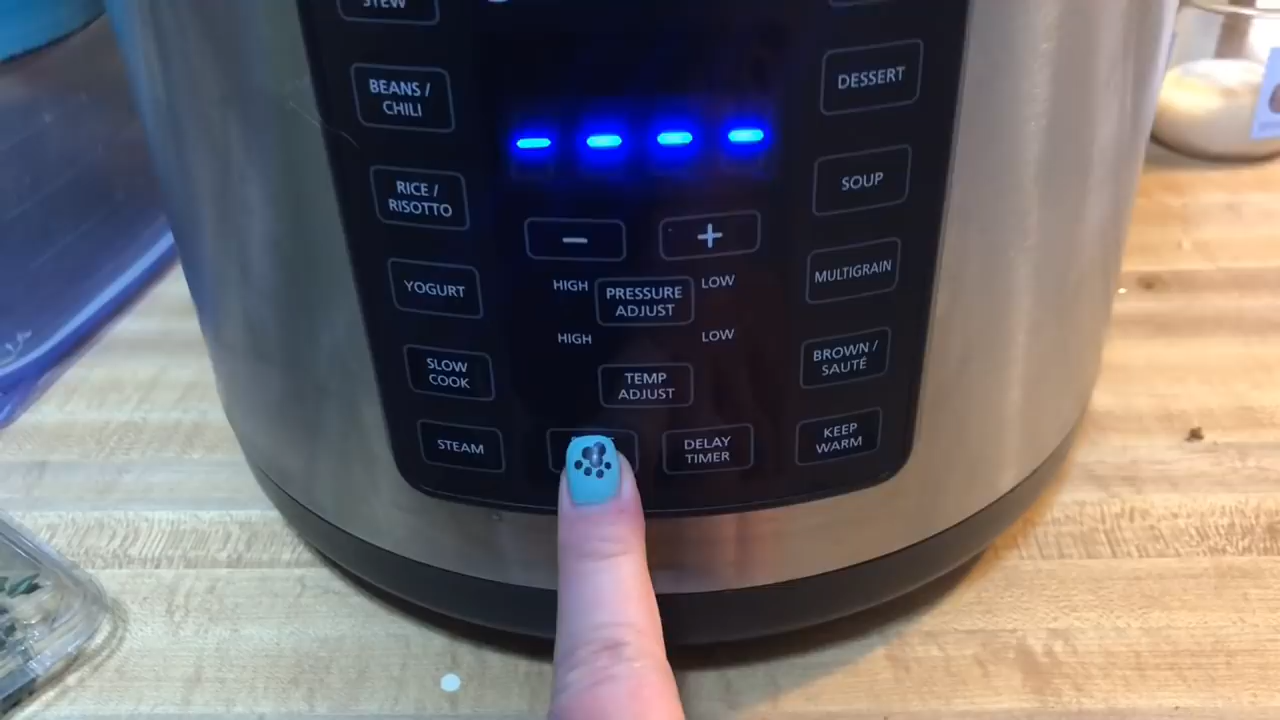 STEW
BEANS /
CHILI
RICE /
RISOTTO
YOGURT
SLOW
COOK
STEAM
− +
HIGH
PRESSURE
ADJUST
LOW
HIGH
LOW
TEMP
ADJUST
DELAY
TIMER
DESSERT
SOUP
MULTIGRAIN
BROWN /
SAUTÉ
KEEP
WARM